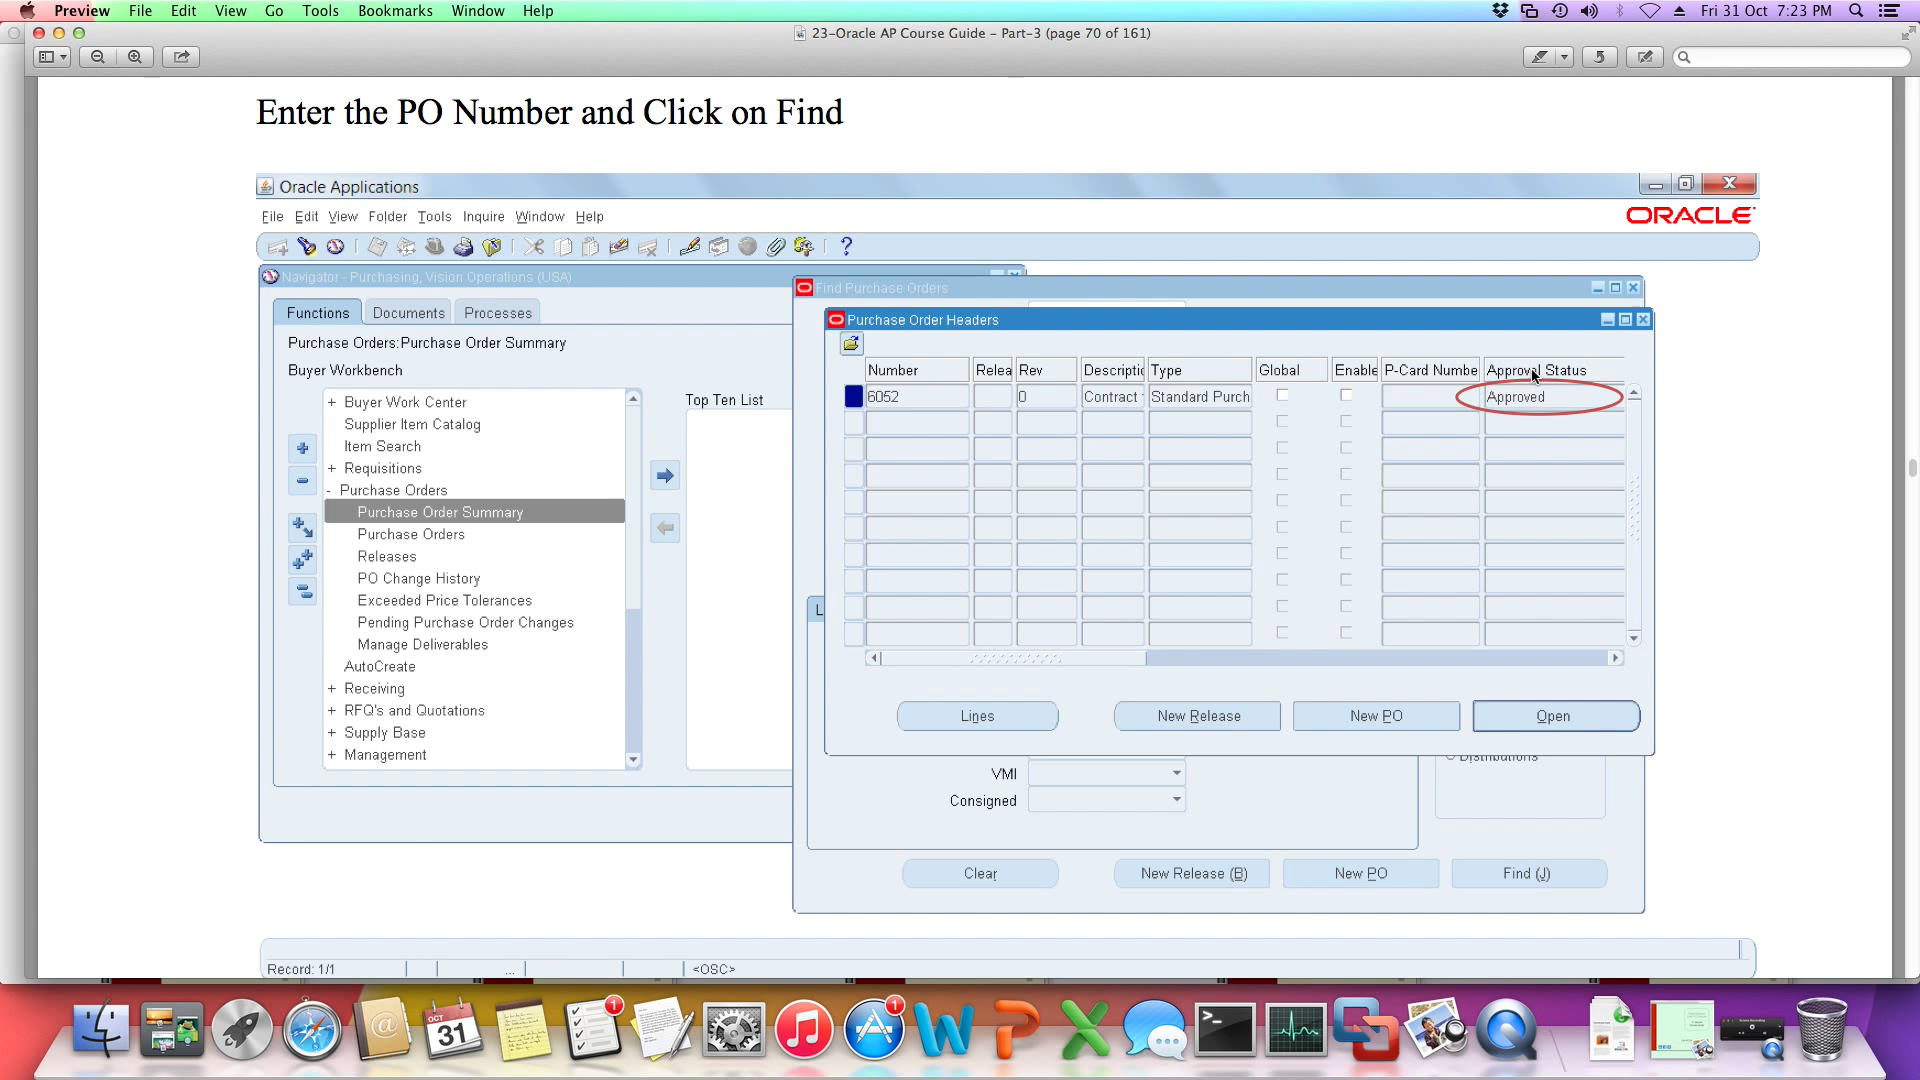 Preview File Edit View Go Tools Bookmarks Window Help Fri 31 Oct 7:23 PM
23-Oracle AP Course Guide - Part-3 (page 70 of 161)
Enter the PO Number and Click on Find
Oracle Applications
File Edit View Folder Tools Inquire Window Help
ORACLE
Navigator - Purchasing, Vision Operations (USA)
Find Purchase Orders
Functions Documents Processes
Purchase Order Headers
Purchase Orders:Purchase Order Summary
Buyer Workbench
Number Relea Rev Descriptic Type Global Enable P-Card Numbe Approval Status
6052 0 Contract Standard Purch Approved
Top Ten List
+ Buyer Work Center
Supplier Item Catalog
Item Search
+ Requisitions
- Purchase Orders
Purchase Order Summary
Purchase Orders
Releases
PO Change History
Exceeded Price Tolerances
Pending Purchase Order Changes
Manage Deliverables
AutoCreate
+ Receiving
+ RFQ's and Quotations
+ Supply Base
+ Management
L
Lines New Release New PO Open
Distributions
VMI
Consigned
Clear New Release (B) New PO Find (J)
Record: 1/1 ... <OSC>
OCT
31
1
1